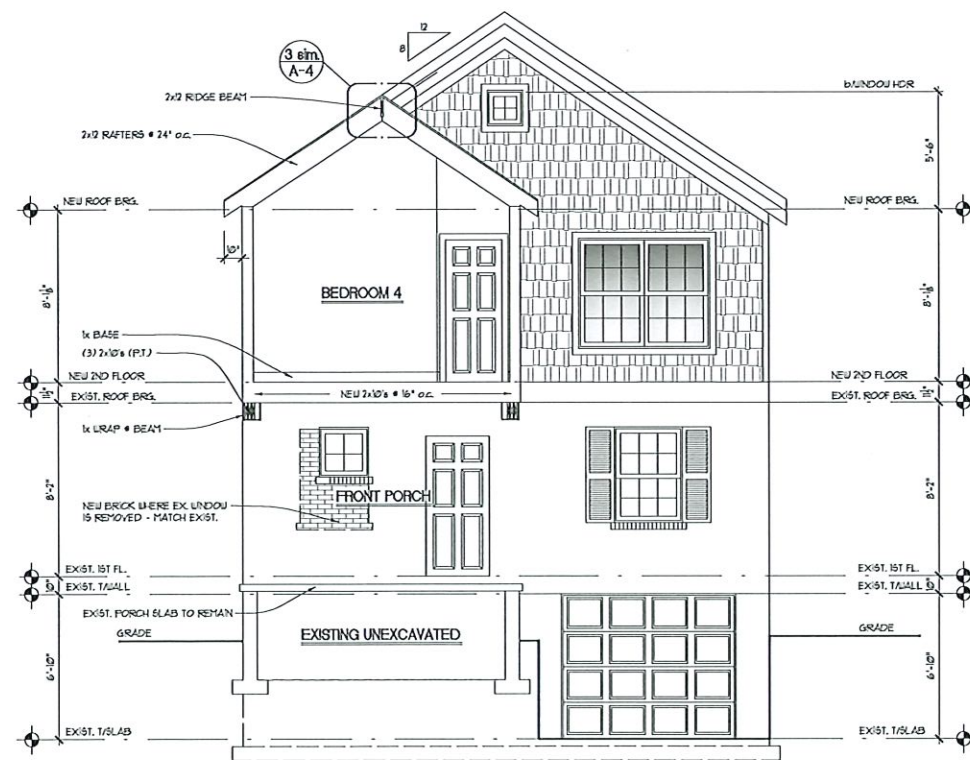 12
8
3 sim.
A-4
2x12 RIDGE BEAM
b/WINDOW HDR
2x12 RAFTERS @ 24" o.c.
5'-6"
NEW ROOF BRG.
NEW ROOF BRG.
10"
BEDROOM 4
8'-1⅛"
8'-1⅛"
1x BASE
(3) 2x10's (P.T.)
NEW 2ND FLOOR
NEW 2ND FLOOR
NEW 2x10's @ 16" o.c.
EXIST. ROOF BRG.
EXIST. ROOF BRG.
1x WRAP @ BEAM
8'-2"
8'-2"
FRONT PORCH
NEW BRICK WHERE EX. WINDOW
IS REMOVED - MATCH EXIST.
EXIST. 1ST FL.
EXIST. 1ST FL.
EXIST. T/WALL
EXIST. T/WALL
10"
10"
EXIST. PORCH SLAB TO REMAIN
GRADE
EXISTING UNEXCAVATED
GRADE
6'-10"
6'-10"
EXIST. T/SLAB
EXIST. T/SLAB